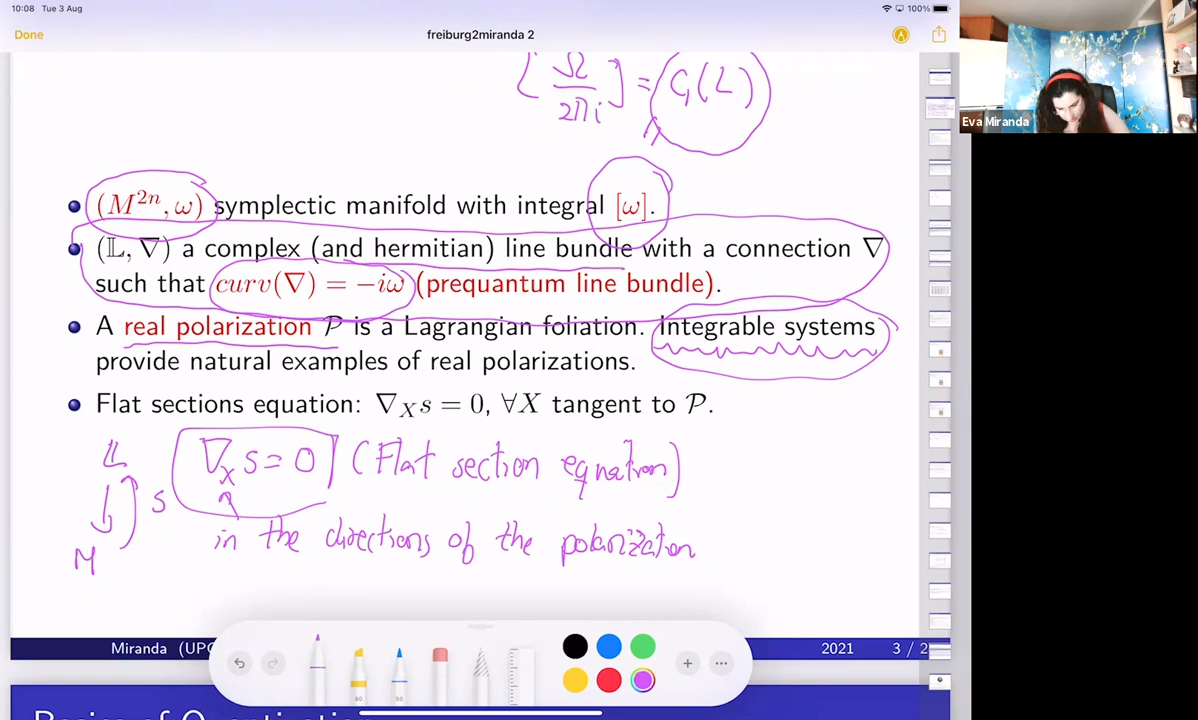 10:08 Tue 3 Aug
100%
Done
freiburg2miranda 2
Eva Miranda
[Ω/2πi] = C₁(L)
(M²ⁿ, ω) symplectic manifold with integral [ω].
(𝕃, ∇) a complex (and hermitian) line bundle with a connection ∇
such that curv(∇) = −iω (prequantum line bundle).
A real polarization 𝒫 is a Lagrangian foliation. Integrable systems
provide natural examples of real polarizations.
Flat sections equation: ∇_X s = 0, ∀X tangent to 𝒫.
𝕃
∇_X s = 0 (Flat section equation)
s
in the directions of the polarization
M
Miranda (UPC
2021
3 / 2
80
50